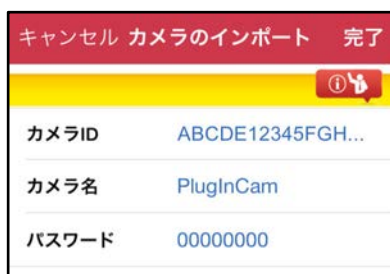 キャンセル カメラのインポート 完了
カメラID ABCDE12345FGH...
カメラ名 PlugInCam
パスワード 00000000